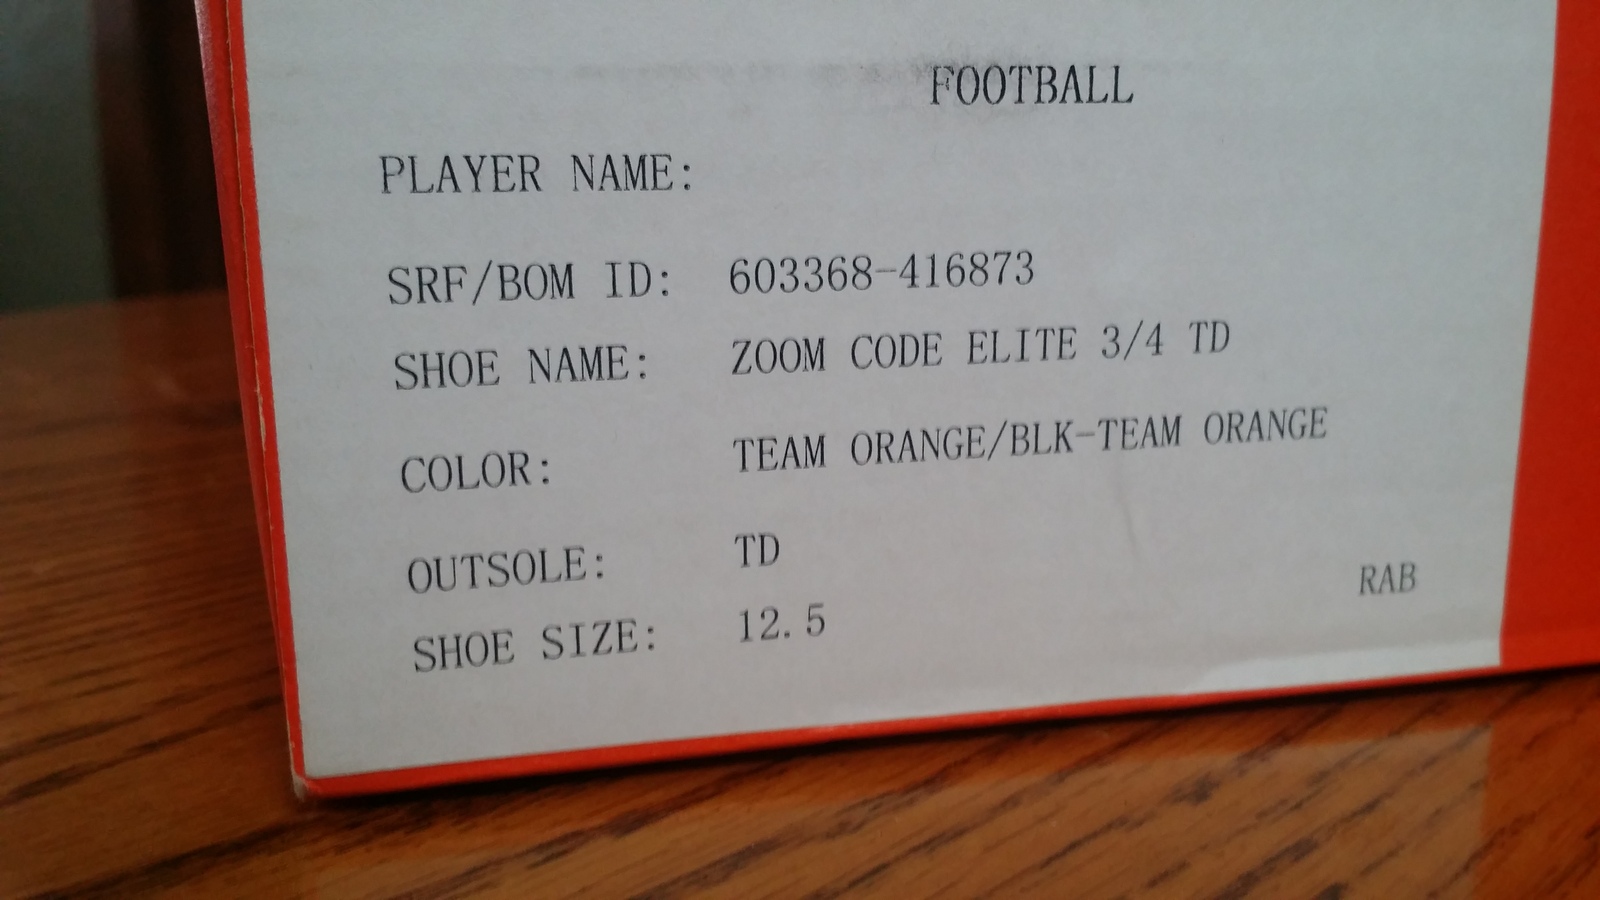 FOOTBALL
PLAYER NAME:
SRF/BOM ID: 603368-416873
SHOE NAME: ZOOM CODE ELITE 3/4 TD
COLOR: TEAM ORANGE/BLK-TEAM ORANGE
OUTSOLE: TD
RAB
SHOE SIZE: 12.5